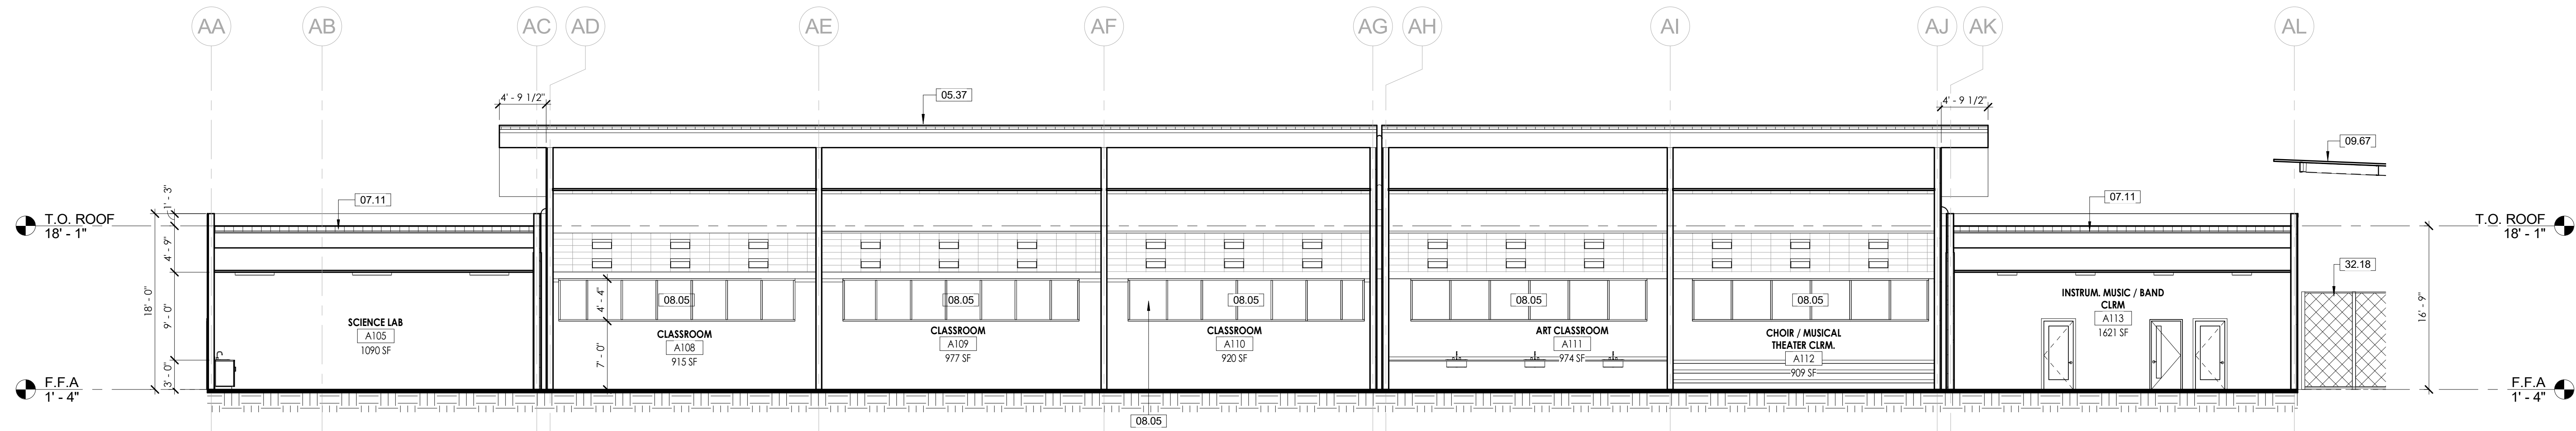 AA
AB
AC
AD
AE
AF
AG
AH
AI
AJ
AK
AL
4' - 9 1/2"
05.37
4' - 9 1/2"
09.67
1' - 3"
07.11
07.11
T.O. ROOF
18' - 1"
T.O. ROOF
18' - 1"
4' - 9"
18' - 0"
9' - 0"
3' - 0"
4' - 4"
7' - 0"
16' - 9"
32.18
08.05
08.05
08.05
08.05
08.05
SCIENCE LAB
A105
1090 SF
CLASSROOM
A108
915 SF
CLASSROOM
A109
977 SF
CLASSROOM
A110
920 SF
ART CLASSROOM
A111
974 SF
CHOIR / MUSICAL
THEATER CLRM.
A112
909 SF
INSTRUM. MUSIC / BAND
CLRM
A113
1621 SF
F.F.A
1' - 4"
F.F.A
1' - 4"
08.05